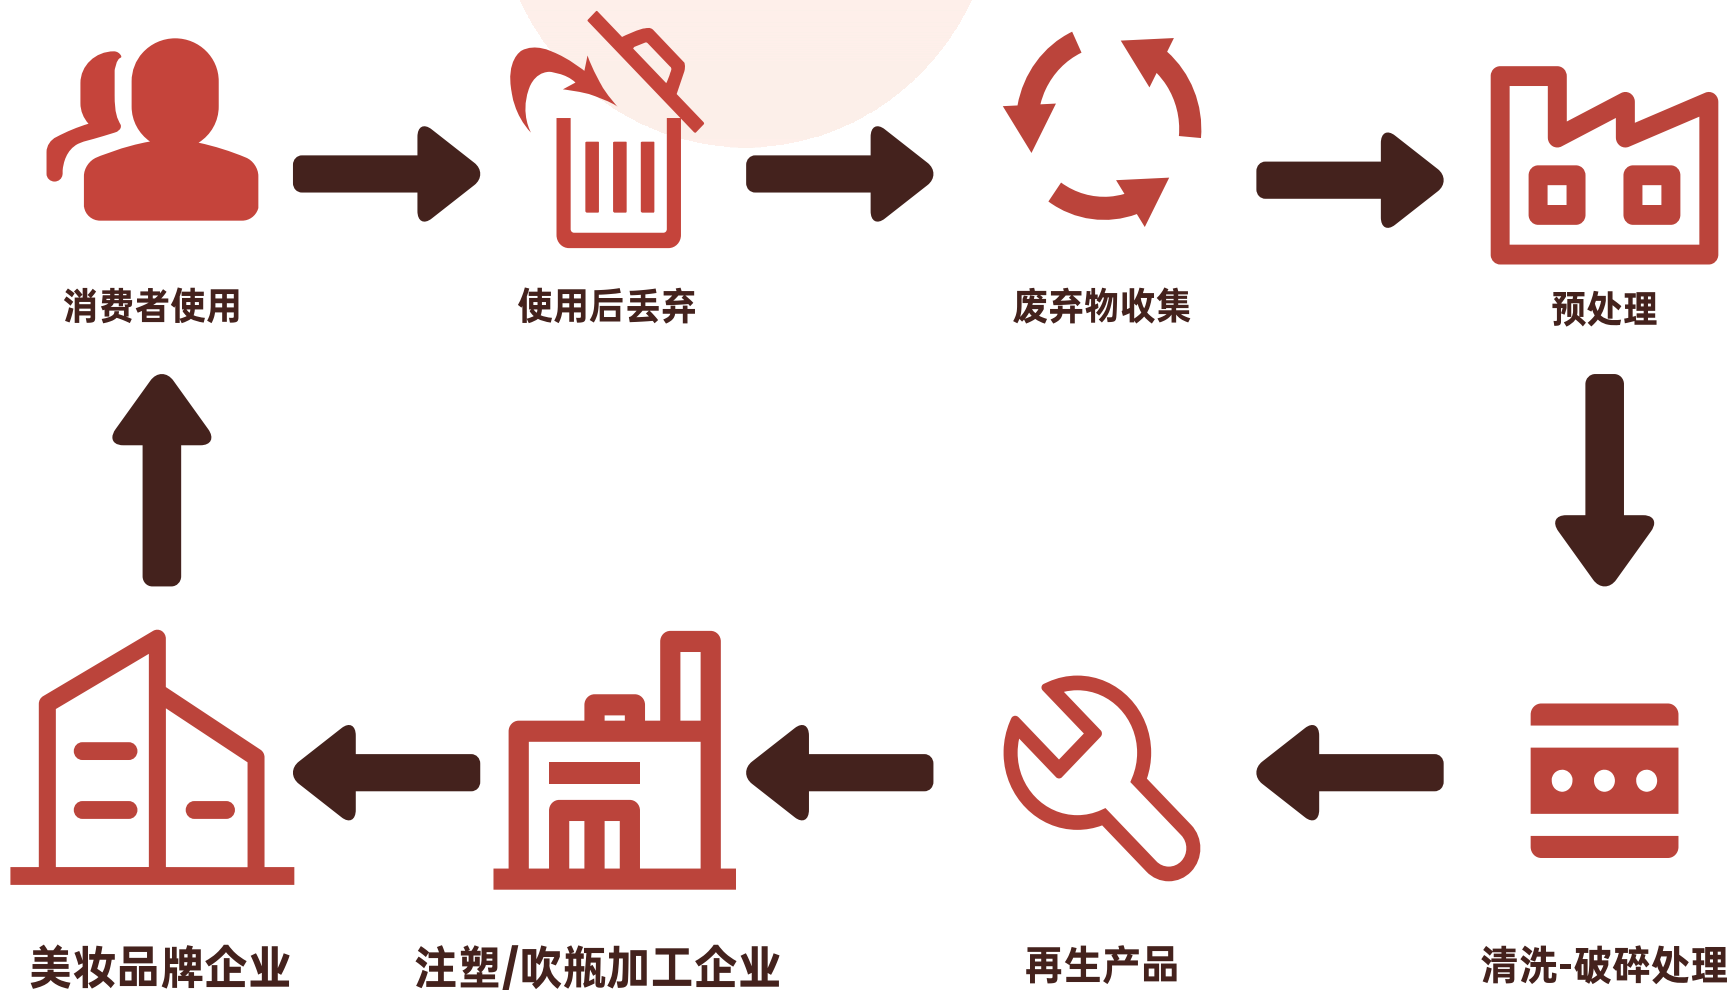 消费者使用
使用后丢弃
废弃物收集
预处理
美妆品牌企业
注塑/吹瓶加工企业
再生产品
清洗-破碎处理